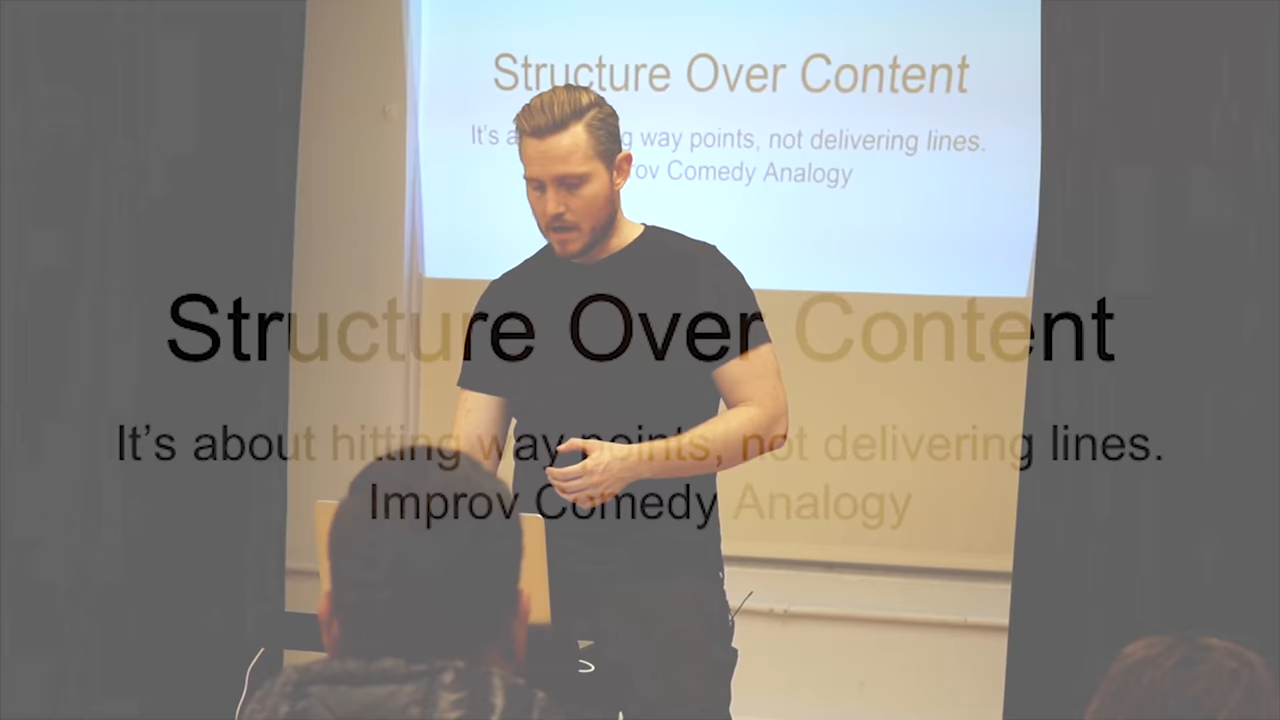 Structure Over Content
It's way points, not delivering lines.
Comedy Analogy
Structure Over Content
It's about hitting way points, not delivering lines.
Improv Comedy Analogy